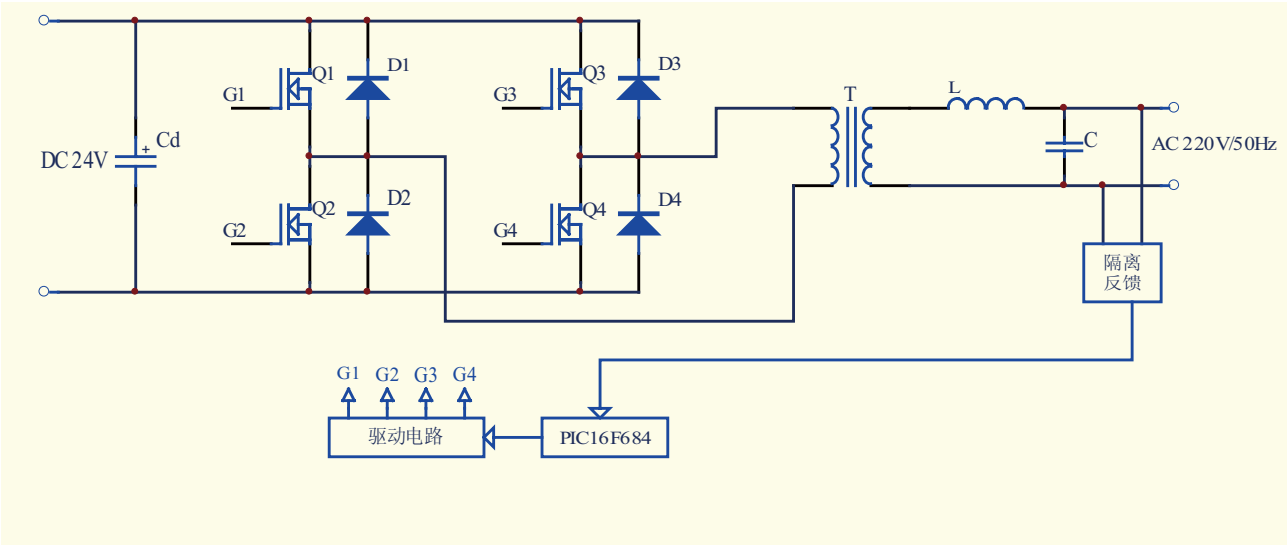 Q1
D1
Q3
D3
G1
G3
T
L
DC 24V
+
Cd
C
AC 220V/50Hz
Q2
D2
Q4
D4
G2
G4
隔离
反馈
G1 G2 G3 G4
驱动电路
PIC16F684